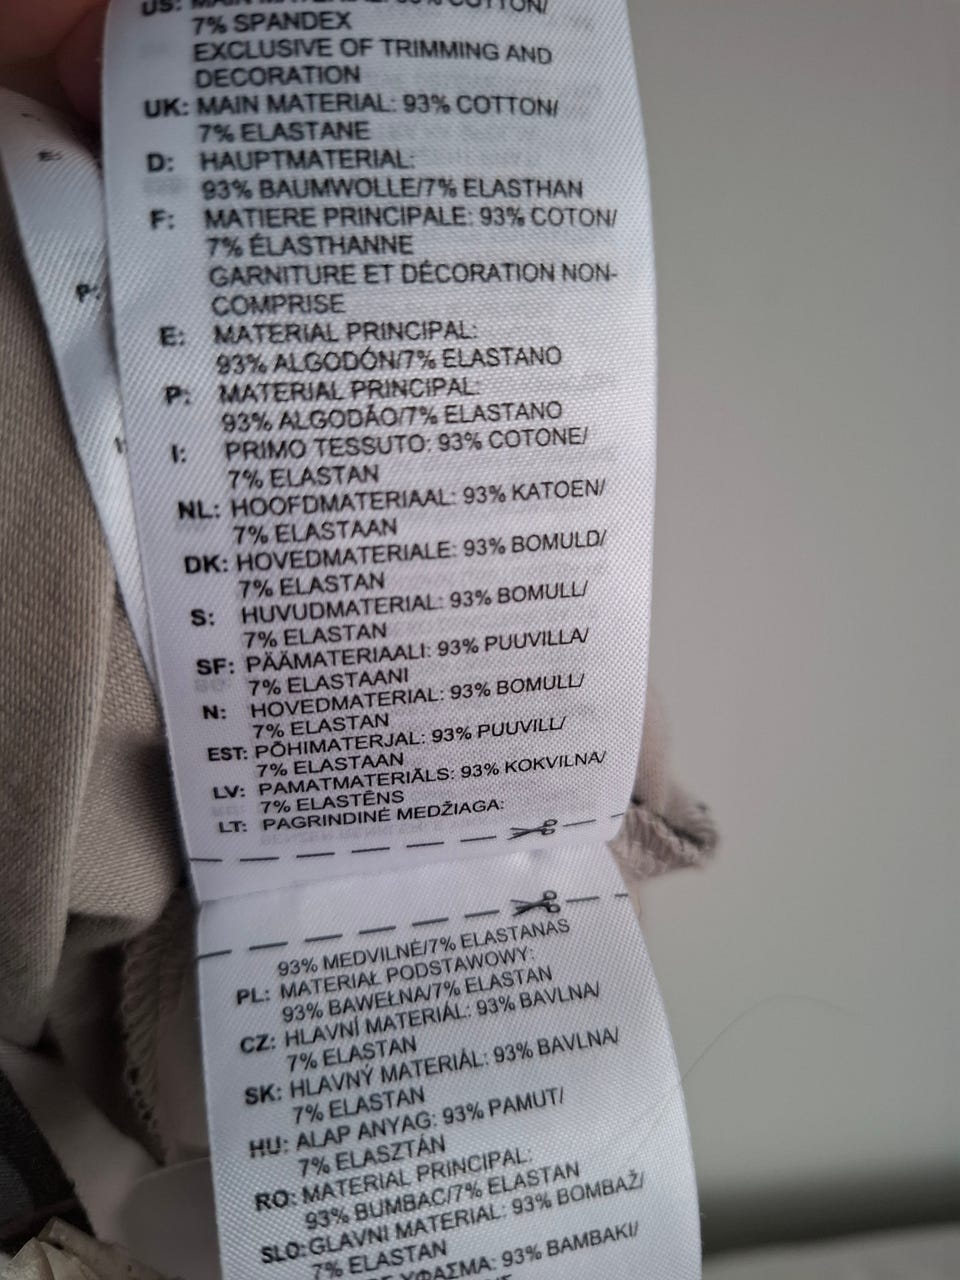 US: MAIN MATERIAL: 93% COTTON/
7% SPANDEX
EXCLUSIVE OF TRIMMING AND
DECORATION
UK: MAIN MATERIAL: 93% COTTON/
7% ELASTANE
D: HAUPTMATERIAL:
93% BAUMWOLLE/7% ELASTHAN
F: MATIERE PRINCIPALE: 93% COTON/
7% ÉLASTHANNE
GARNITURE ET DÉCORATION NON-
COMPRISE
E: MATERIAL PRINCIPAL:
93% ALGODÓN/7% ELASTANO
P: MATERIAL PRINCIPAL:
93% ALGODÃO/7% ELASTANO
I: PRIMO TESSUTO: 93% COTONE/
7% ELASTAN
NL: HOOFDMATERIAAL: 93% KATOEN/
7% ELASTAAN
DK: HOVEDMATERIALE: 93% BOMULD/
7% ELASTAN
S: HUVUDMATERIAL: 93% BOMULL/
7% ELASTAN
SF: PÄÄMATERIAALI: 93% PUUVILLA/
7% ELASTAANI
N: HOVEDMATERIAL: 93% BOMULL/
7% ELASTAN
EST: PÕHIMATERJAL: 93% PUUVILL/
7% ELASTAAN
LV: PAMATMATERIĀLS: 93% KOKVILNA/
7% ELASTĒNS
LT: PAGRINDINĖ MEDŽIAGA:
93% MEDVILNĖ/7% ELASTANAS
PL: MATERIAŁ PODSTAWOWY:
93% BAWEŁNA/7% ELASTAN
CZ: HLAVNÍ MATERIÁL: 93% BAVLNA/
7% ELASTAN
SK: HLAVNÝ MATERIÁL: 93% BAVLNA/
7% ELASTAN
HU: ALAP ANYAG: 93% PAMUT/
7% ELASZTÁN
RO: MATERIAL PRINCIPAL:
93% BUMBAC/7% ELASTAN
SLO: GLAVNI MATERIAL: 93% BOMBAŽ/
7% ELASTAN
ΥΦΑΣΜΑ: 93% ΒΑΜΒΑΚΙ/
E:
P:
I: